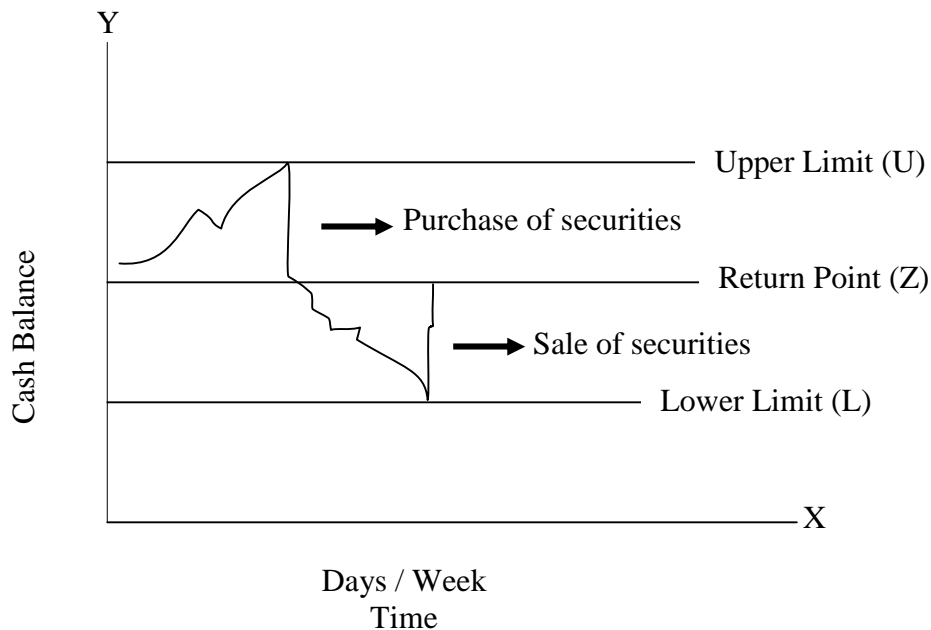 Y
Upper Limit (U)
Purchase of securities
Return Point (Z)
Cash Balance
Sale of securities
Lower Limit (L)
X
Days / Week
Time